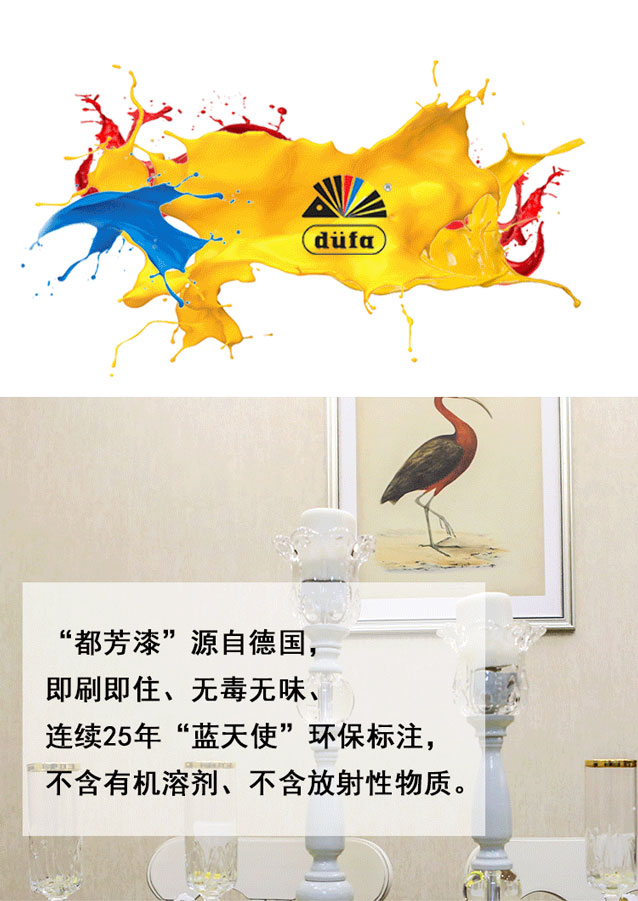 düfa
®
“都芳漆”源自德国，
即刷即住、无毒无味、
连续25年“蓝天使”环保标注，
不含有机溶剂、不含放射性物质。